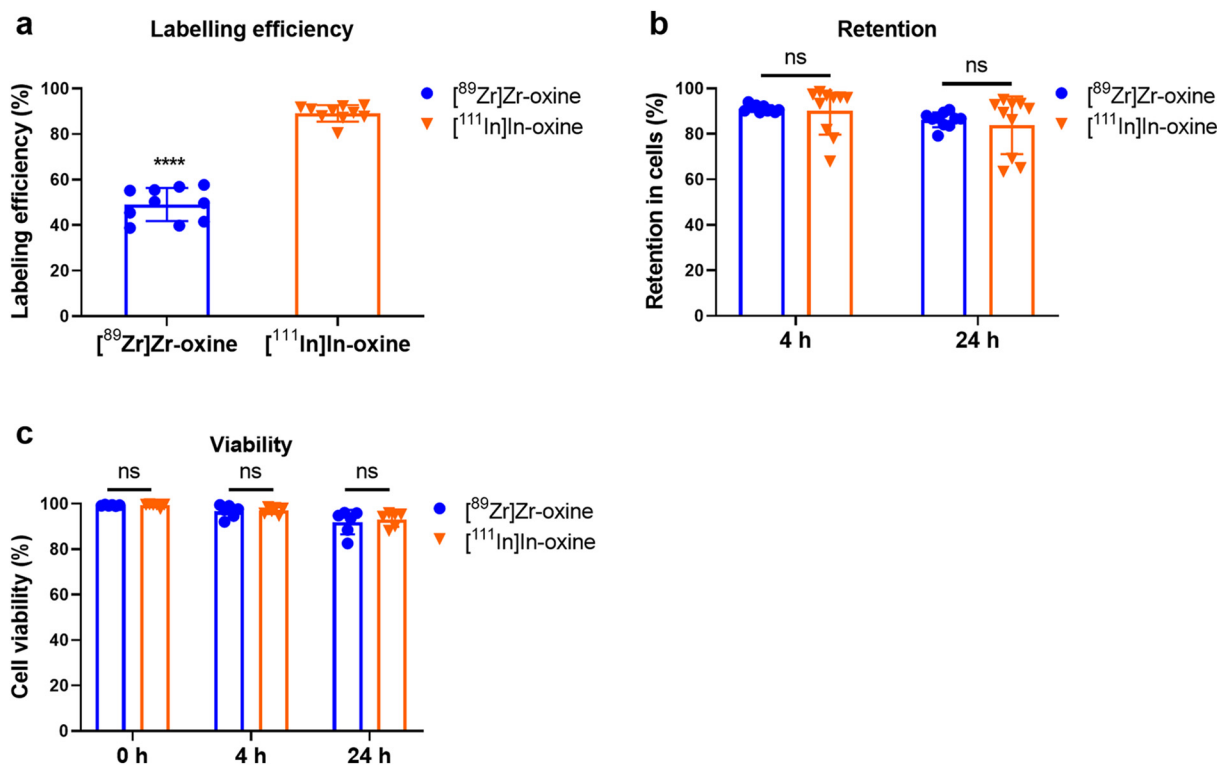 a
Labelling efficiency
Labeling efficiency (%)
100
80
60
40
20
0
****
[⁸⁹Zr]Zr-oxine
[¹¹¹In]In-oxine
[⁸⁹Zr]Zr-oxine
[¹¹¹In]In-oxine
b
Retention
Retention in cells (%)
100
80
60
40
20
0
ns
ns
4 h
24 h
[⁸⁹Zr]Zr-oxine
[¹¹¹In]In-oxine
c
Viability
Cell viability (%)
100
80
60
40
20
0
ns
ns
ns
0 h
4 h
24 h
[⁸⁹Zr]Zr-oxine
[¹¹¹In]In-oxine